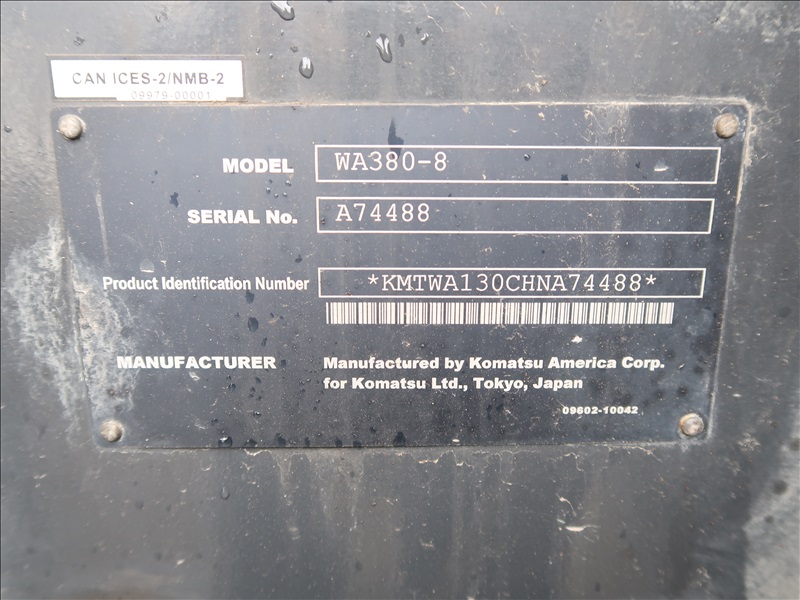 CAN ICES-2/NMB-2
09979-00001
MODEL WA380-8
SERIAL No. A74488
Product Identification Number *KMTWA130CHNA74488*
MANUFACTURER Manufactured by Komatsu America Corp.
for Komatsu Ltd., Tokyo, Japan
09602-10042